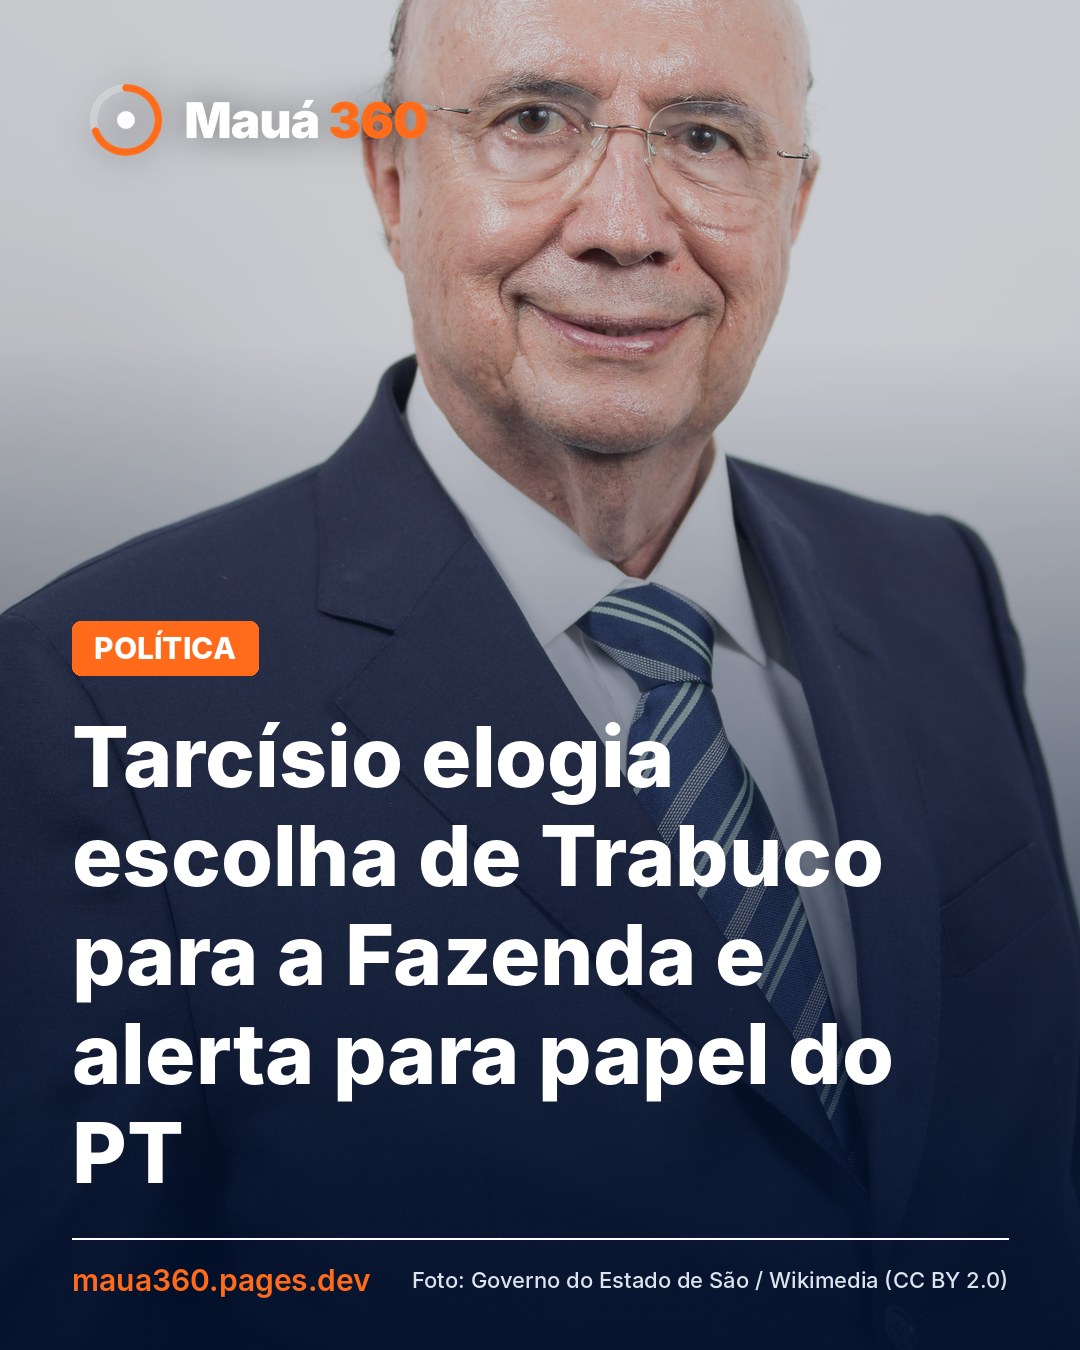 Mauá 360
POLÍTICA
Tarcísio elogia
escolha de Trabuco
para a Fazenda e
alerta para papel do
PT
maua360.pages.dev
Foto: Governo do Estado de São / Wikimedia (CC BY 2.0)